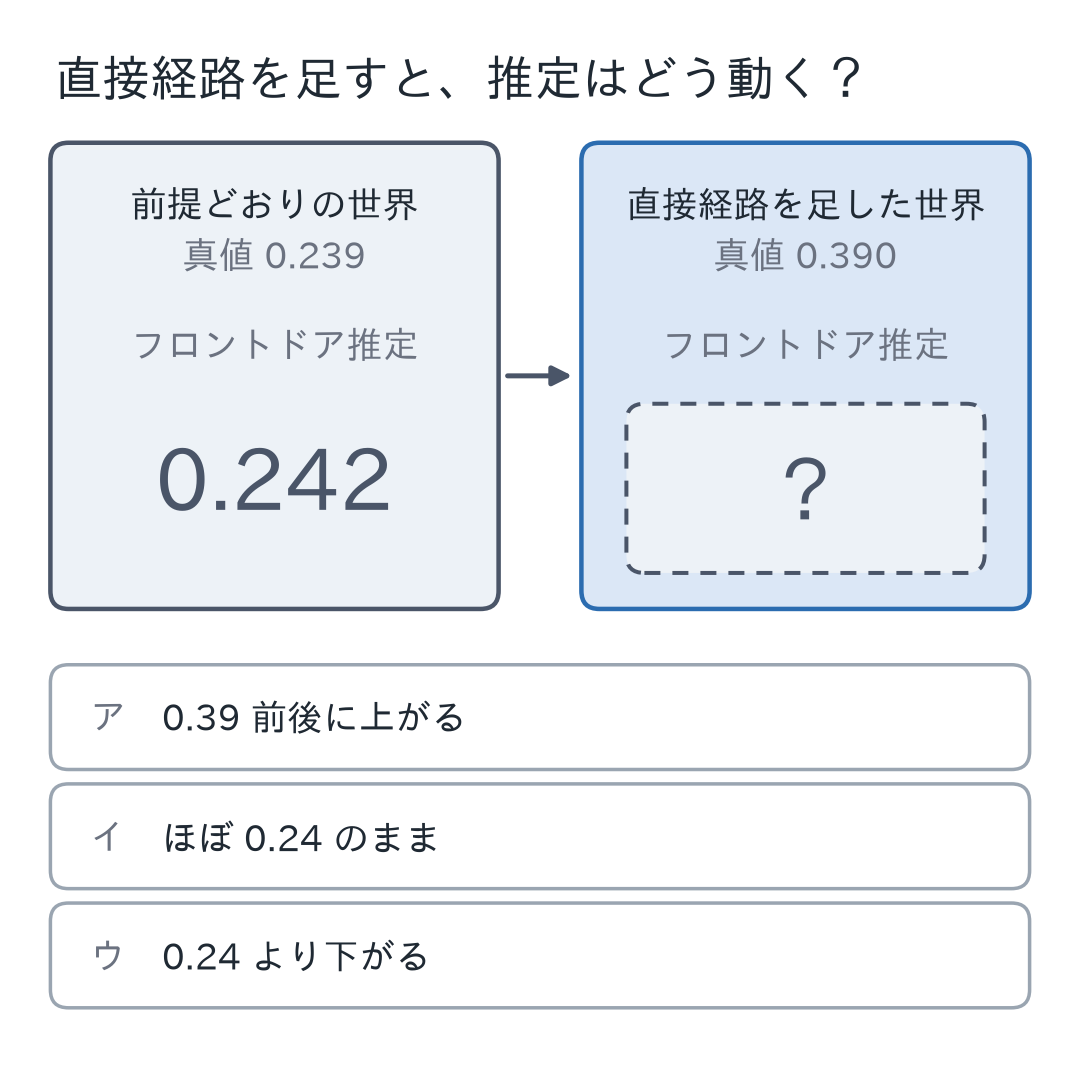 直接経路を足すと、推定はどう動く？
前提どおりの世界
真値 0.239
フロントドア推定
0.242
直接経路を足した世界
真値 0.390
フロントドア推定
？
ア 0.39 前後に上がる
イ ほぼ 0.24 のまま
ウ 0.24 より下がる